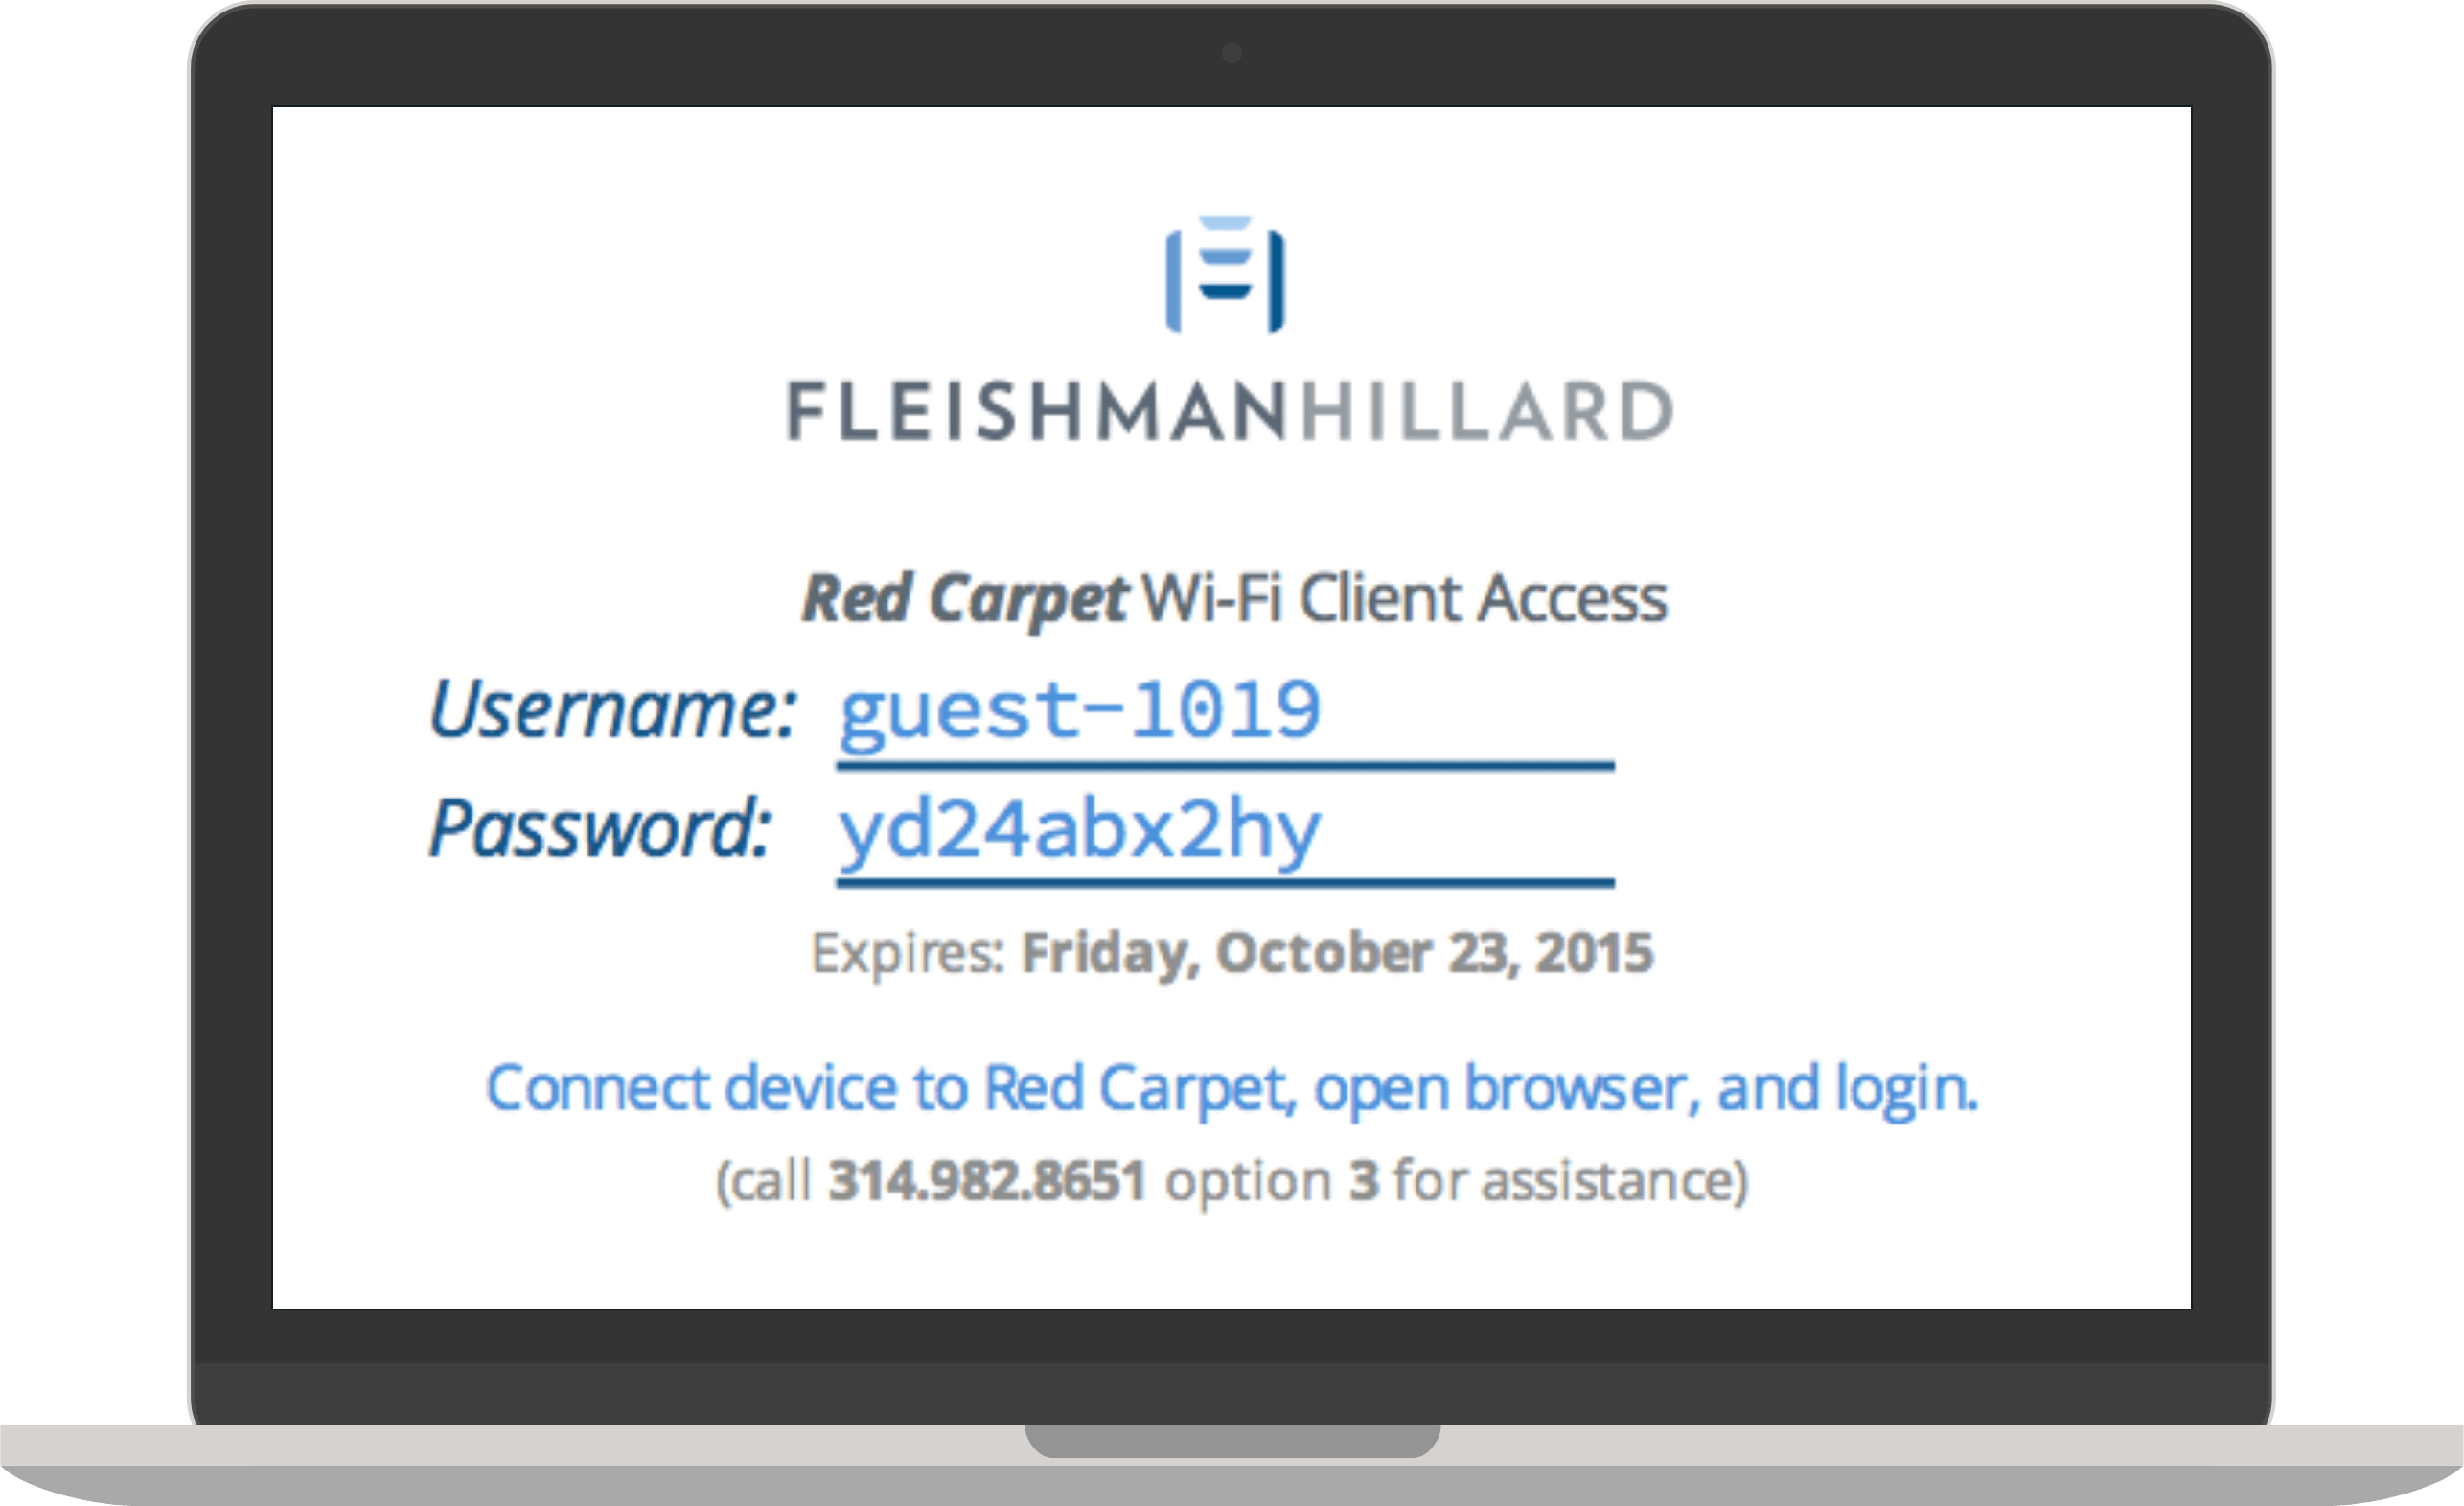 FLEISHMANHILLARD
Red Carpet Wi-Fi Client Access
Username: guest-1019
Password: yd24abx2hy
Expires: Friday, October 23, 2015
Connect device to Red Carpet, open browser, and login.
(call 314.982.8651 option 3 for assistance)